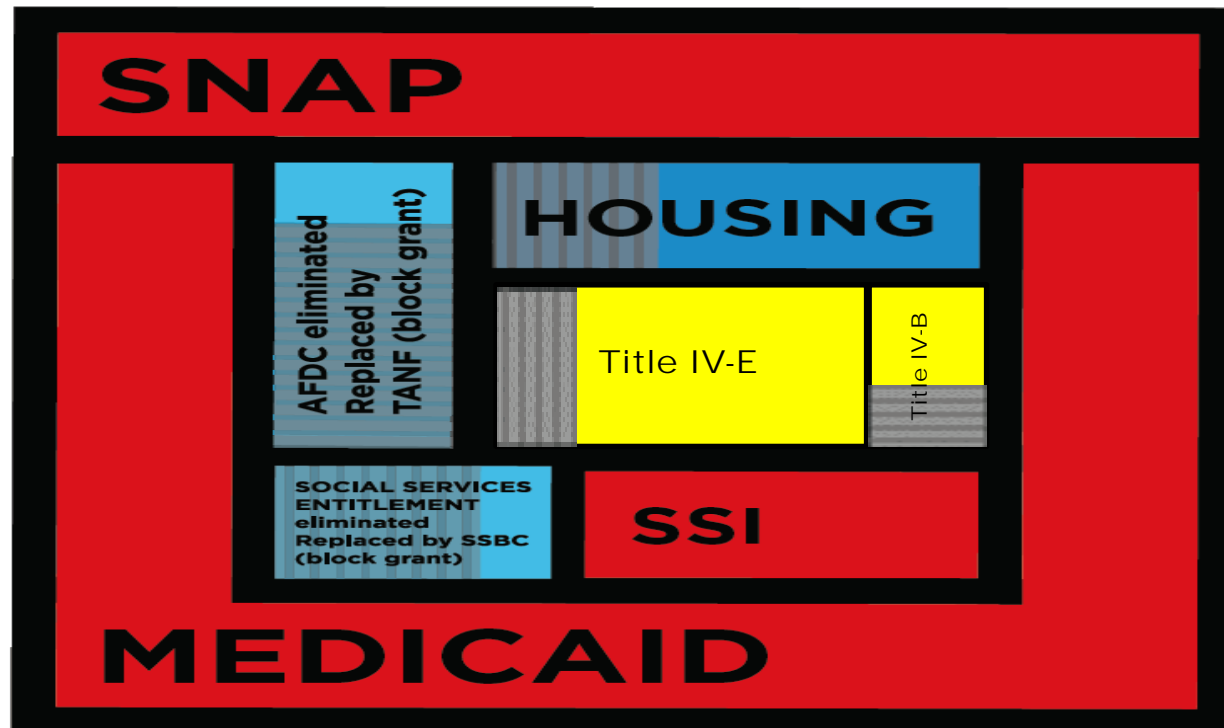 SNAP
AFDC eliminated
Replaced by
TANF (block grant)
HOUSING
Title IV-E
Title IV-B
SOCIAL SERVICES
ENTITLEMENT
eliminated
Replaced by SSBC
(block grant)
SSI
MEDICAID